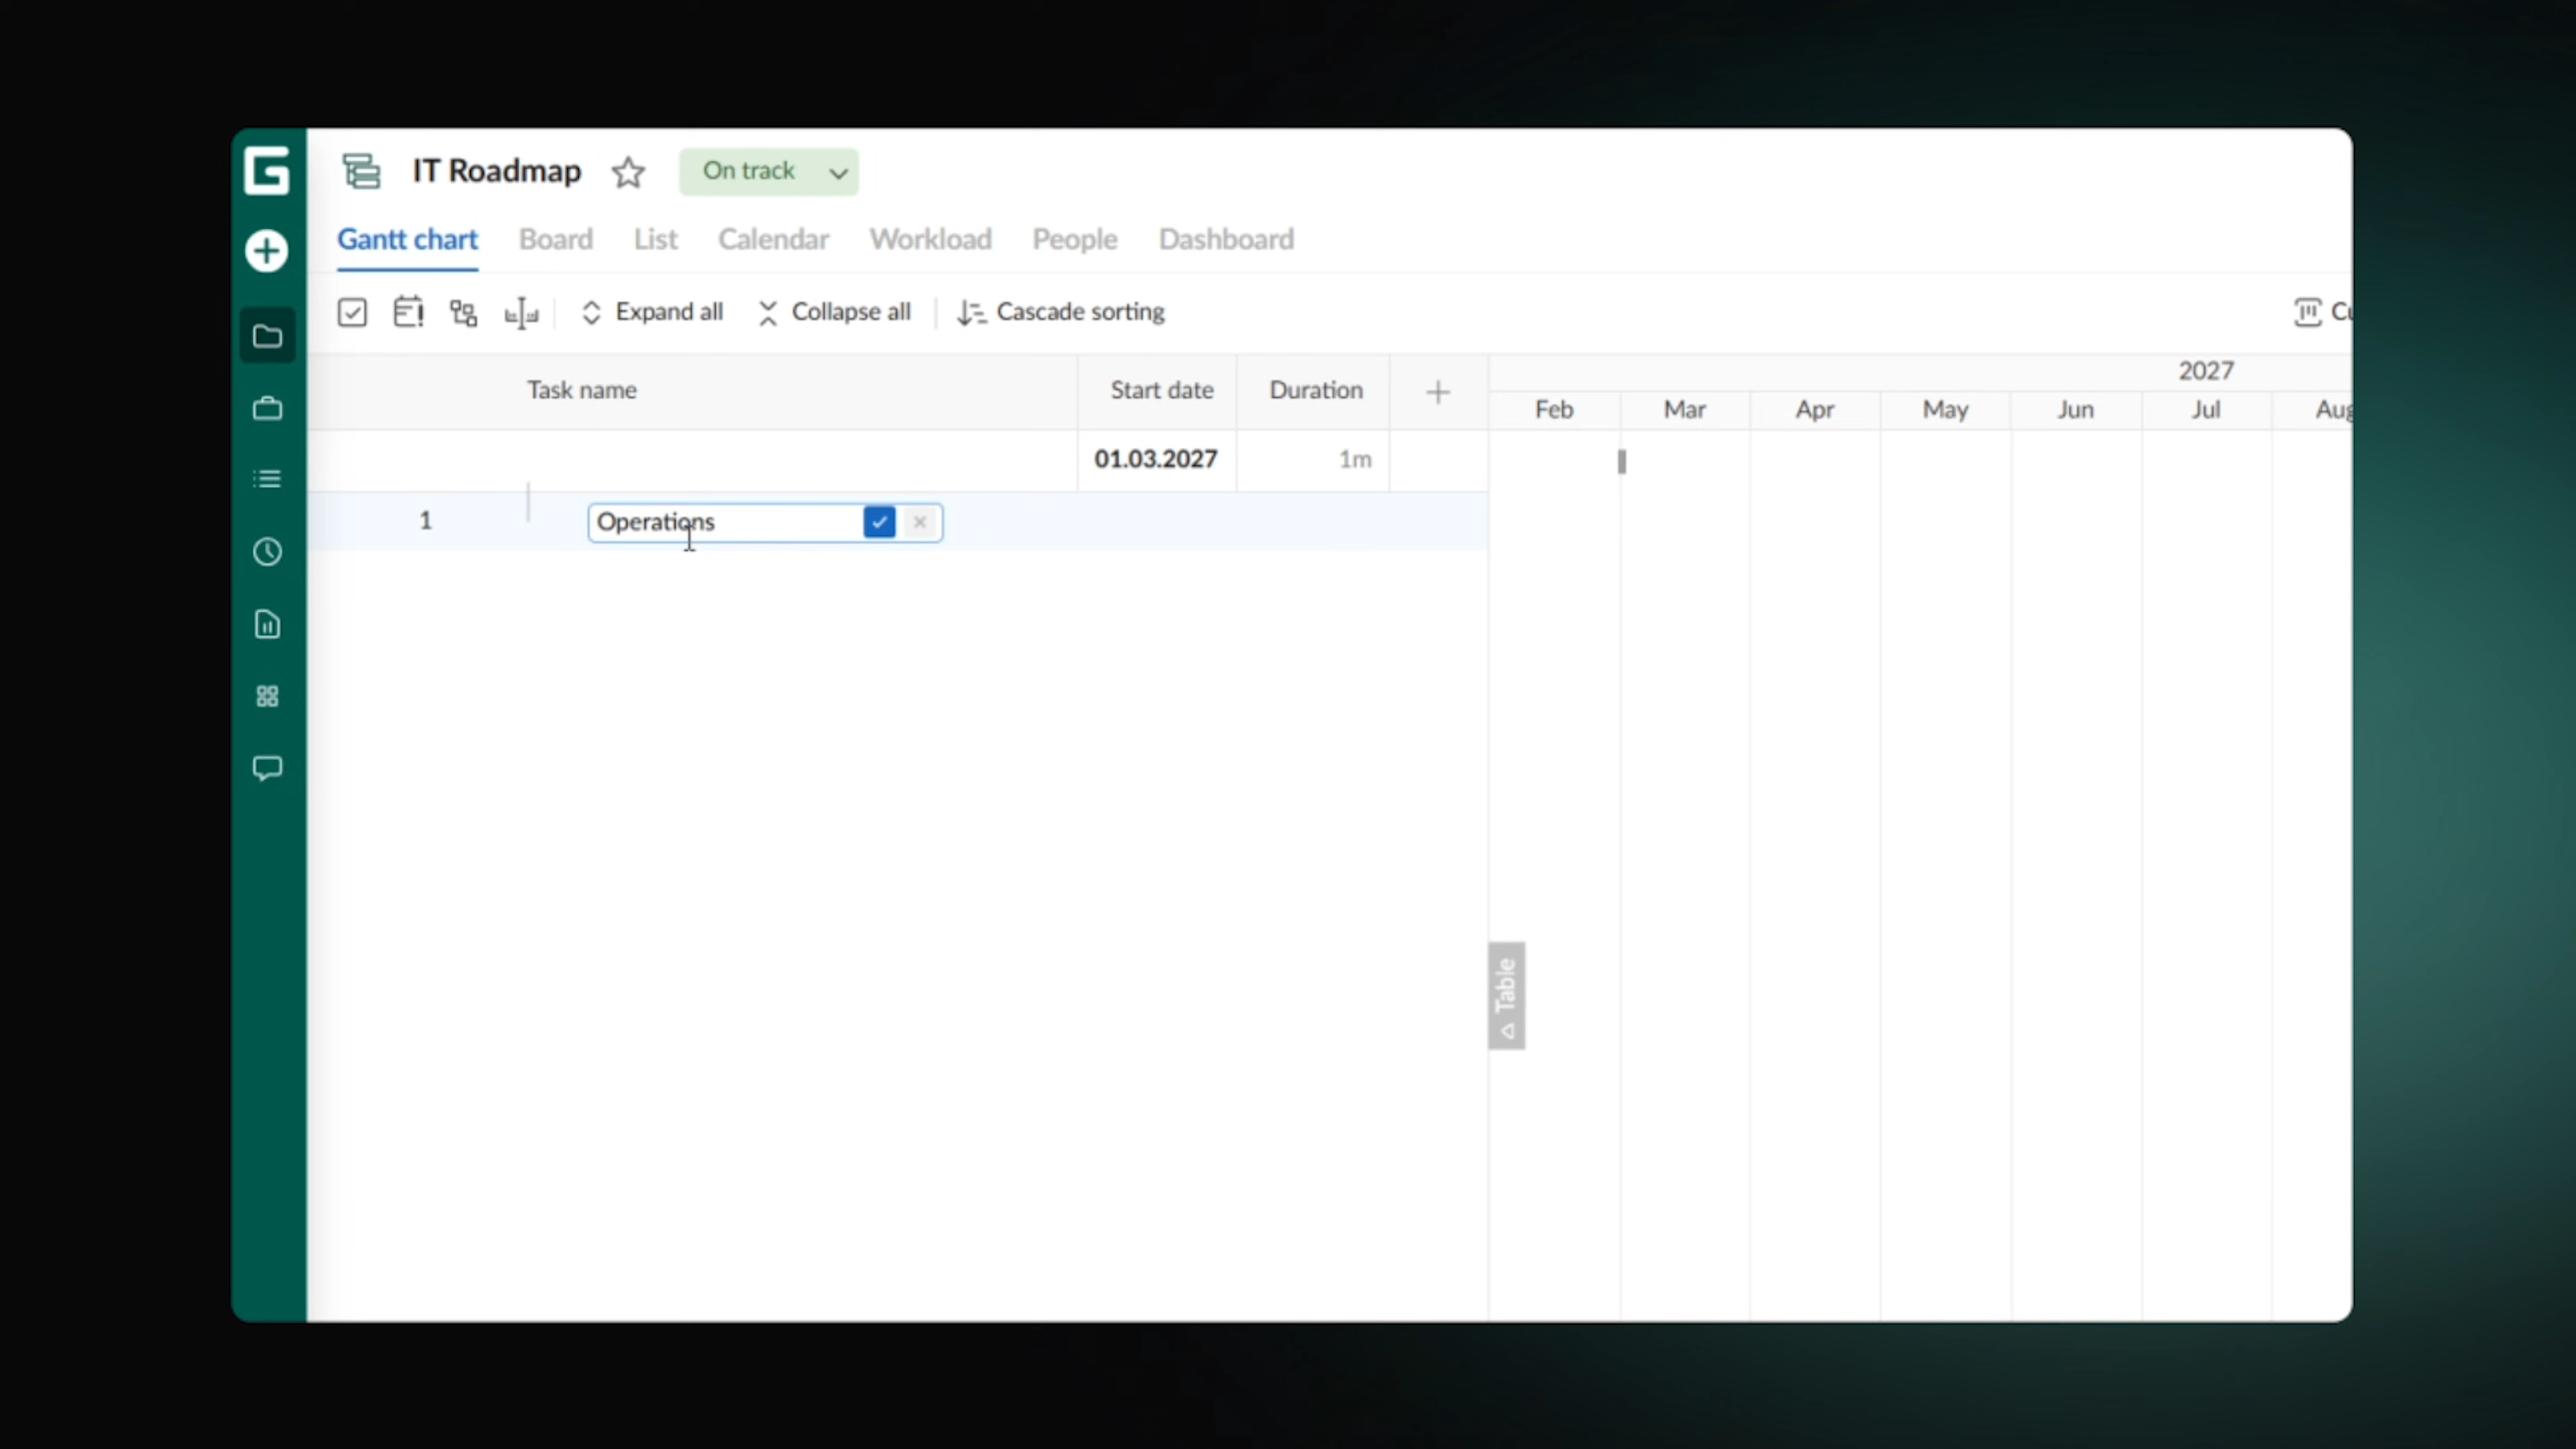 IT Roadmap On track
Gantt chart Board List Calendar Workload People Dashboard
Expand all Collapse all Cascade sorting
Task name Start date Duration
2027
Feb Mar Apr May Jun Jul
01.03.2027 1m
1 Operations
Table